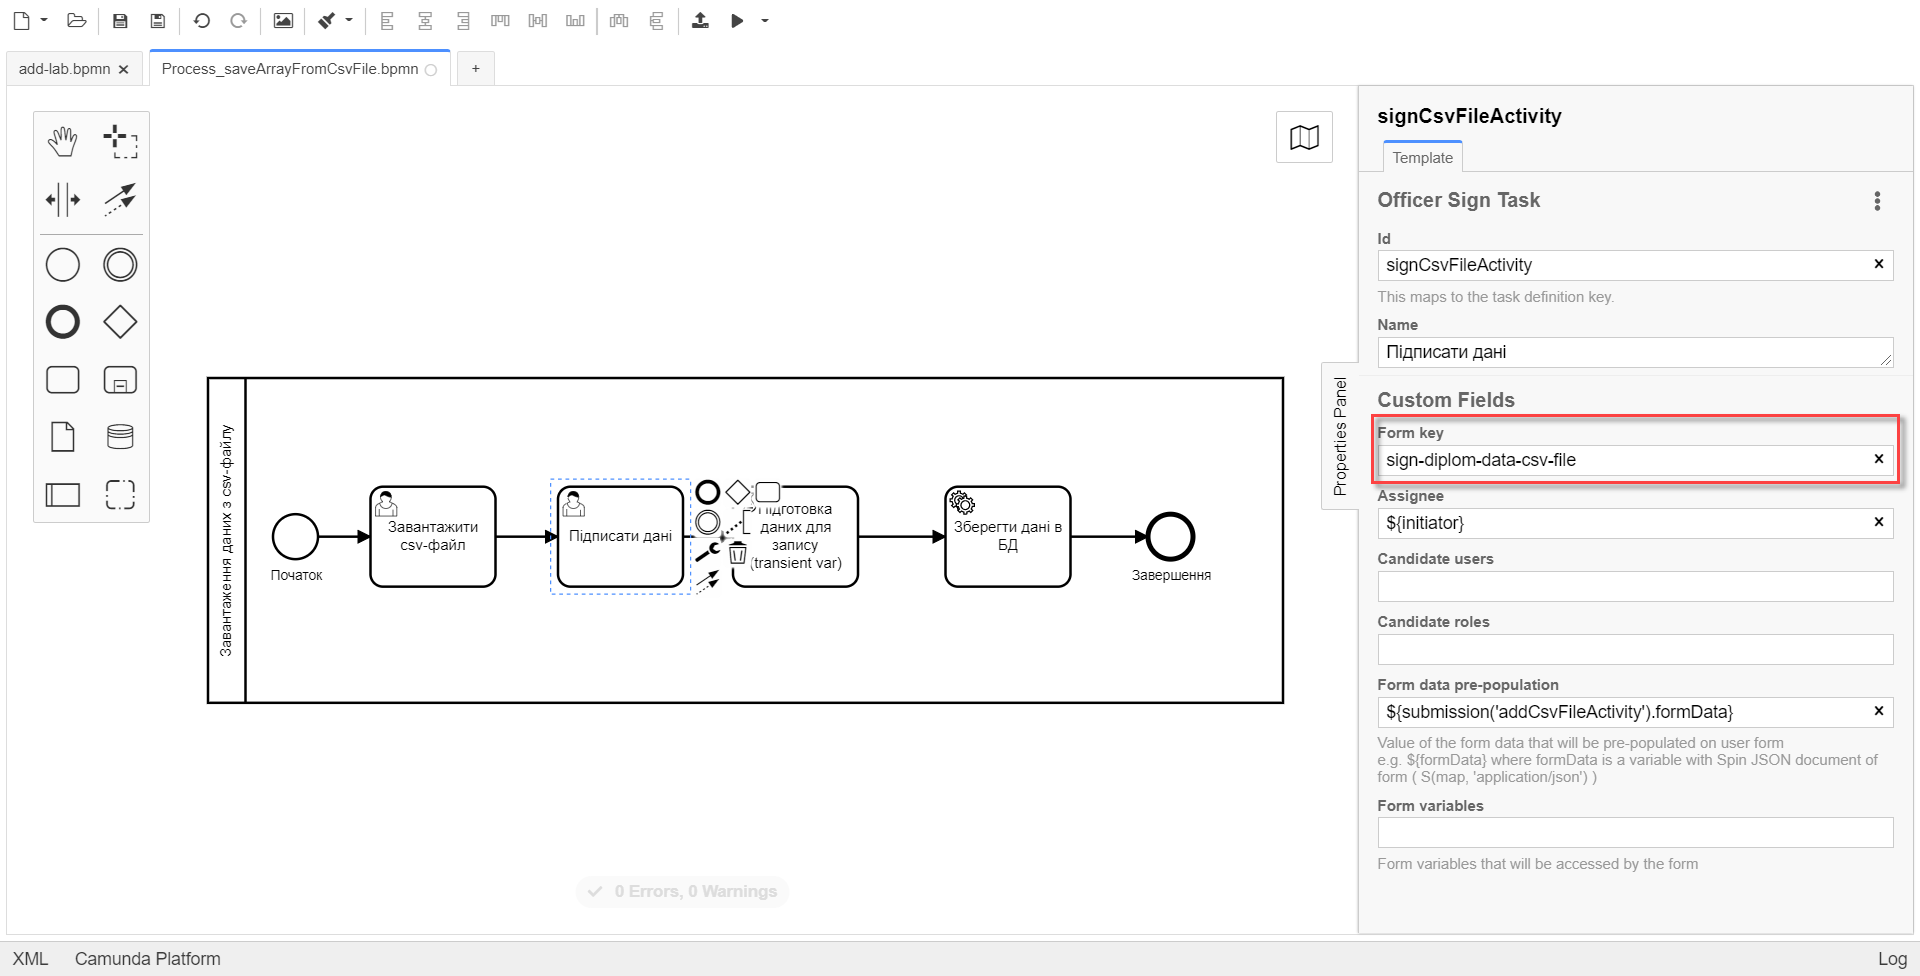 add-lab.bpmn
Process_saveArrayFromCsvFile.bpmn
+
signCsvFileActivity
Template
Officer Sign Task
Id
signCsvFileActivity
This maps to the task definition key.
Name
Підписати дані
Custom Fields
Form key
sign-diplom-data-csv-file
Assignee
${initiator}
Candidate users
Candidate roles
Form data pre-population
${submission('addCsvFileActivity').formData}
Value of the form data that will be pre-populated on user form
e.g. ${formData} where formData is a variable with Spin JSON document of
form ( S(map, 'application/json') )
Form variables
Form variables that will be accessed by the form
Properties Panel
Завантаження даних з csv-файлу
Початок
Завантажити
csv-файл
Підписати дані
Підготовка
даних для
запису
(transient var)
Зберегти дані в
БД
Завершення
0 Errors, 0 Warnings
XML
Camunda Platform
Log